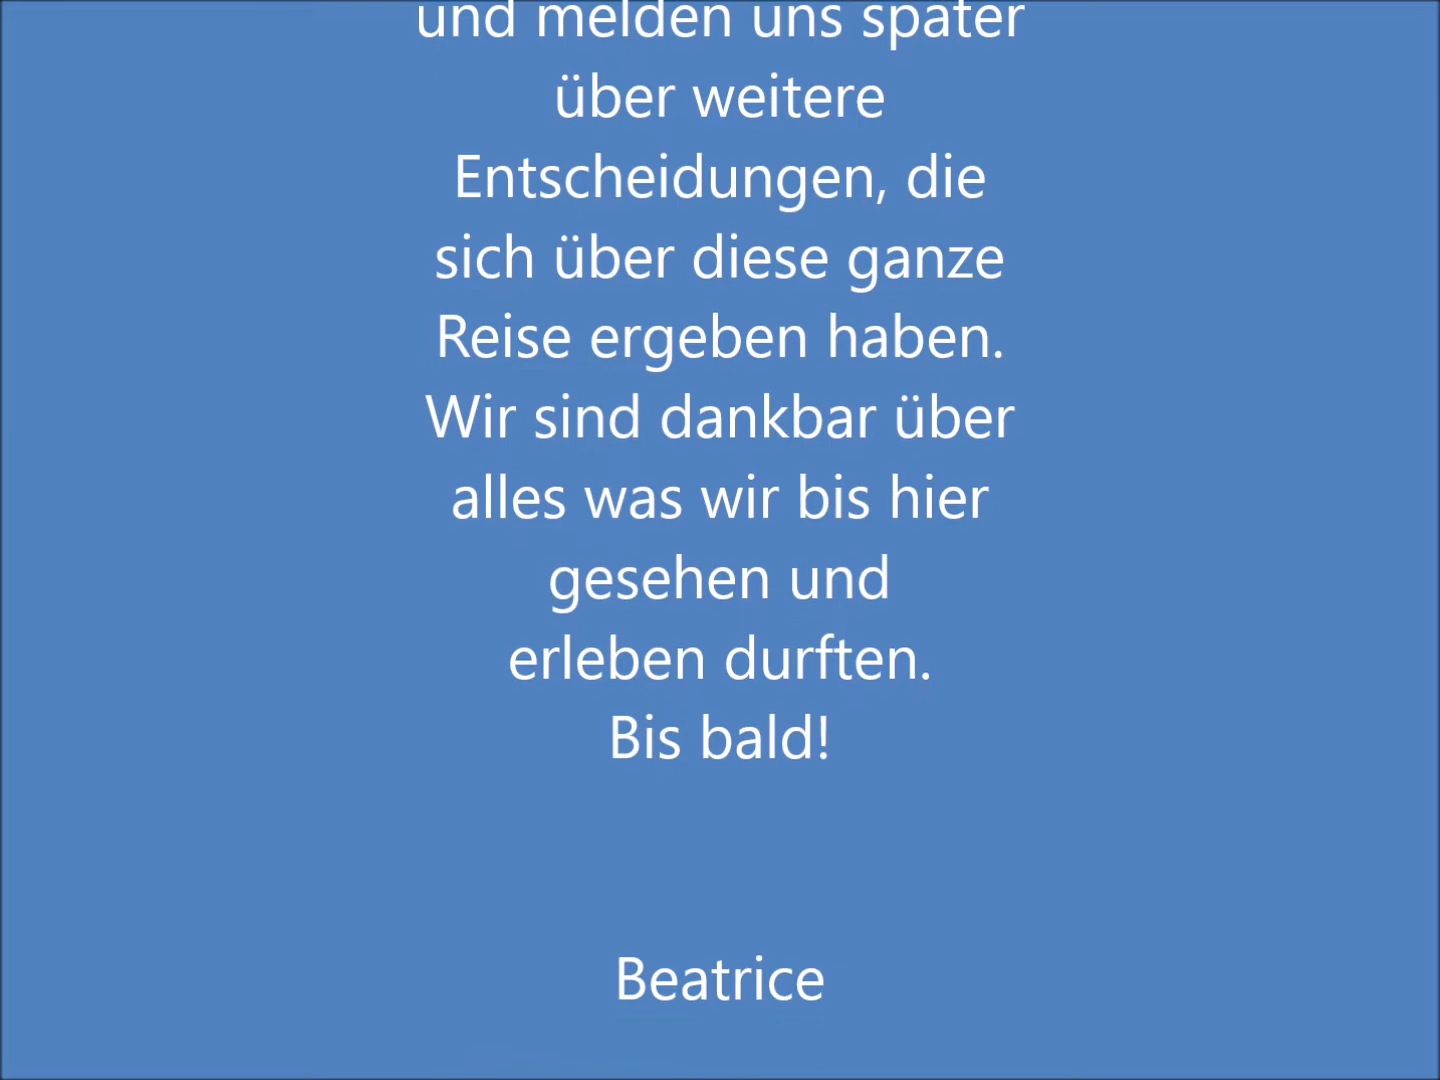 und melden uns später
über weitere
Entscheidungen, die
sich über diese ganze
Reise ergeben haben.
Wir sind dankbar über
alles was wir bis hier
gesehen und
erleben durften.
Bis bald!
Beatrice